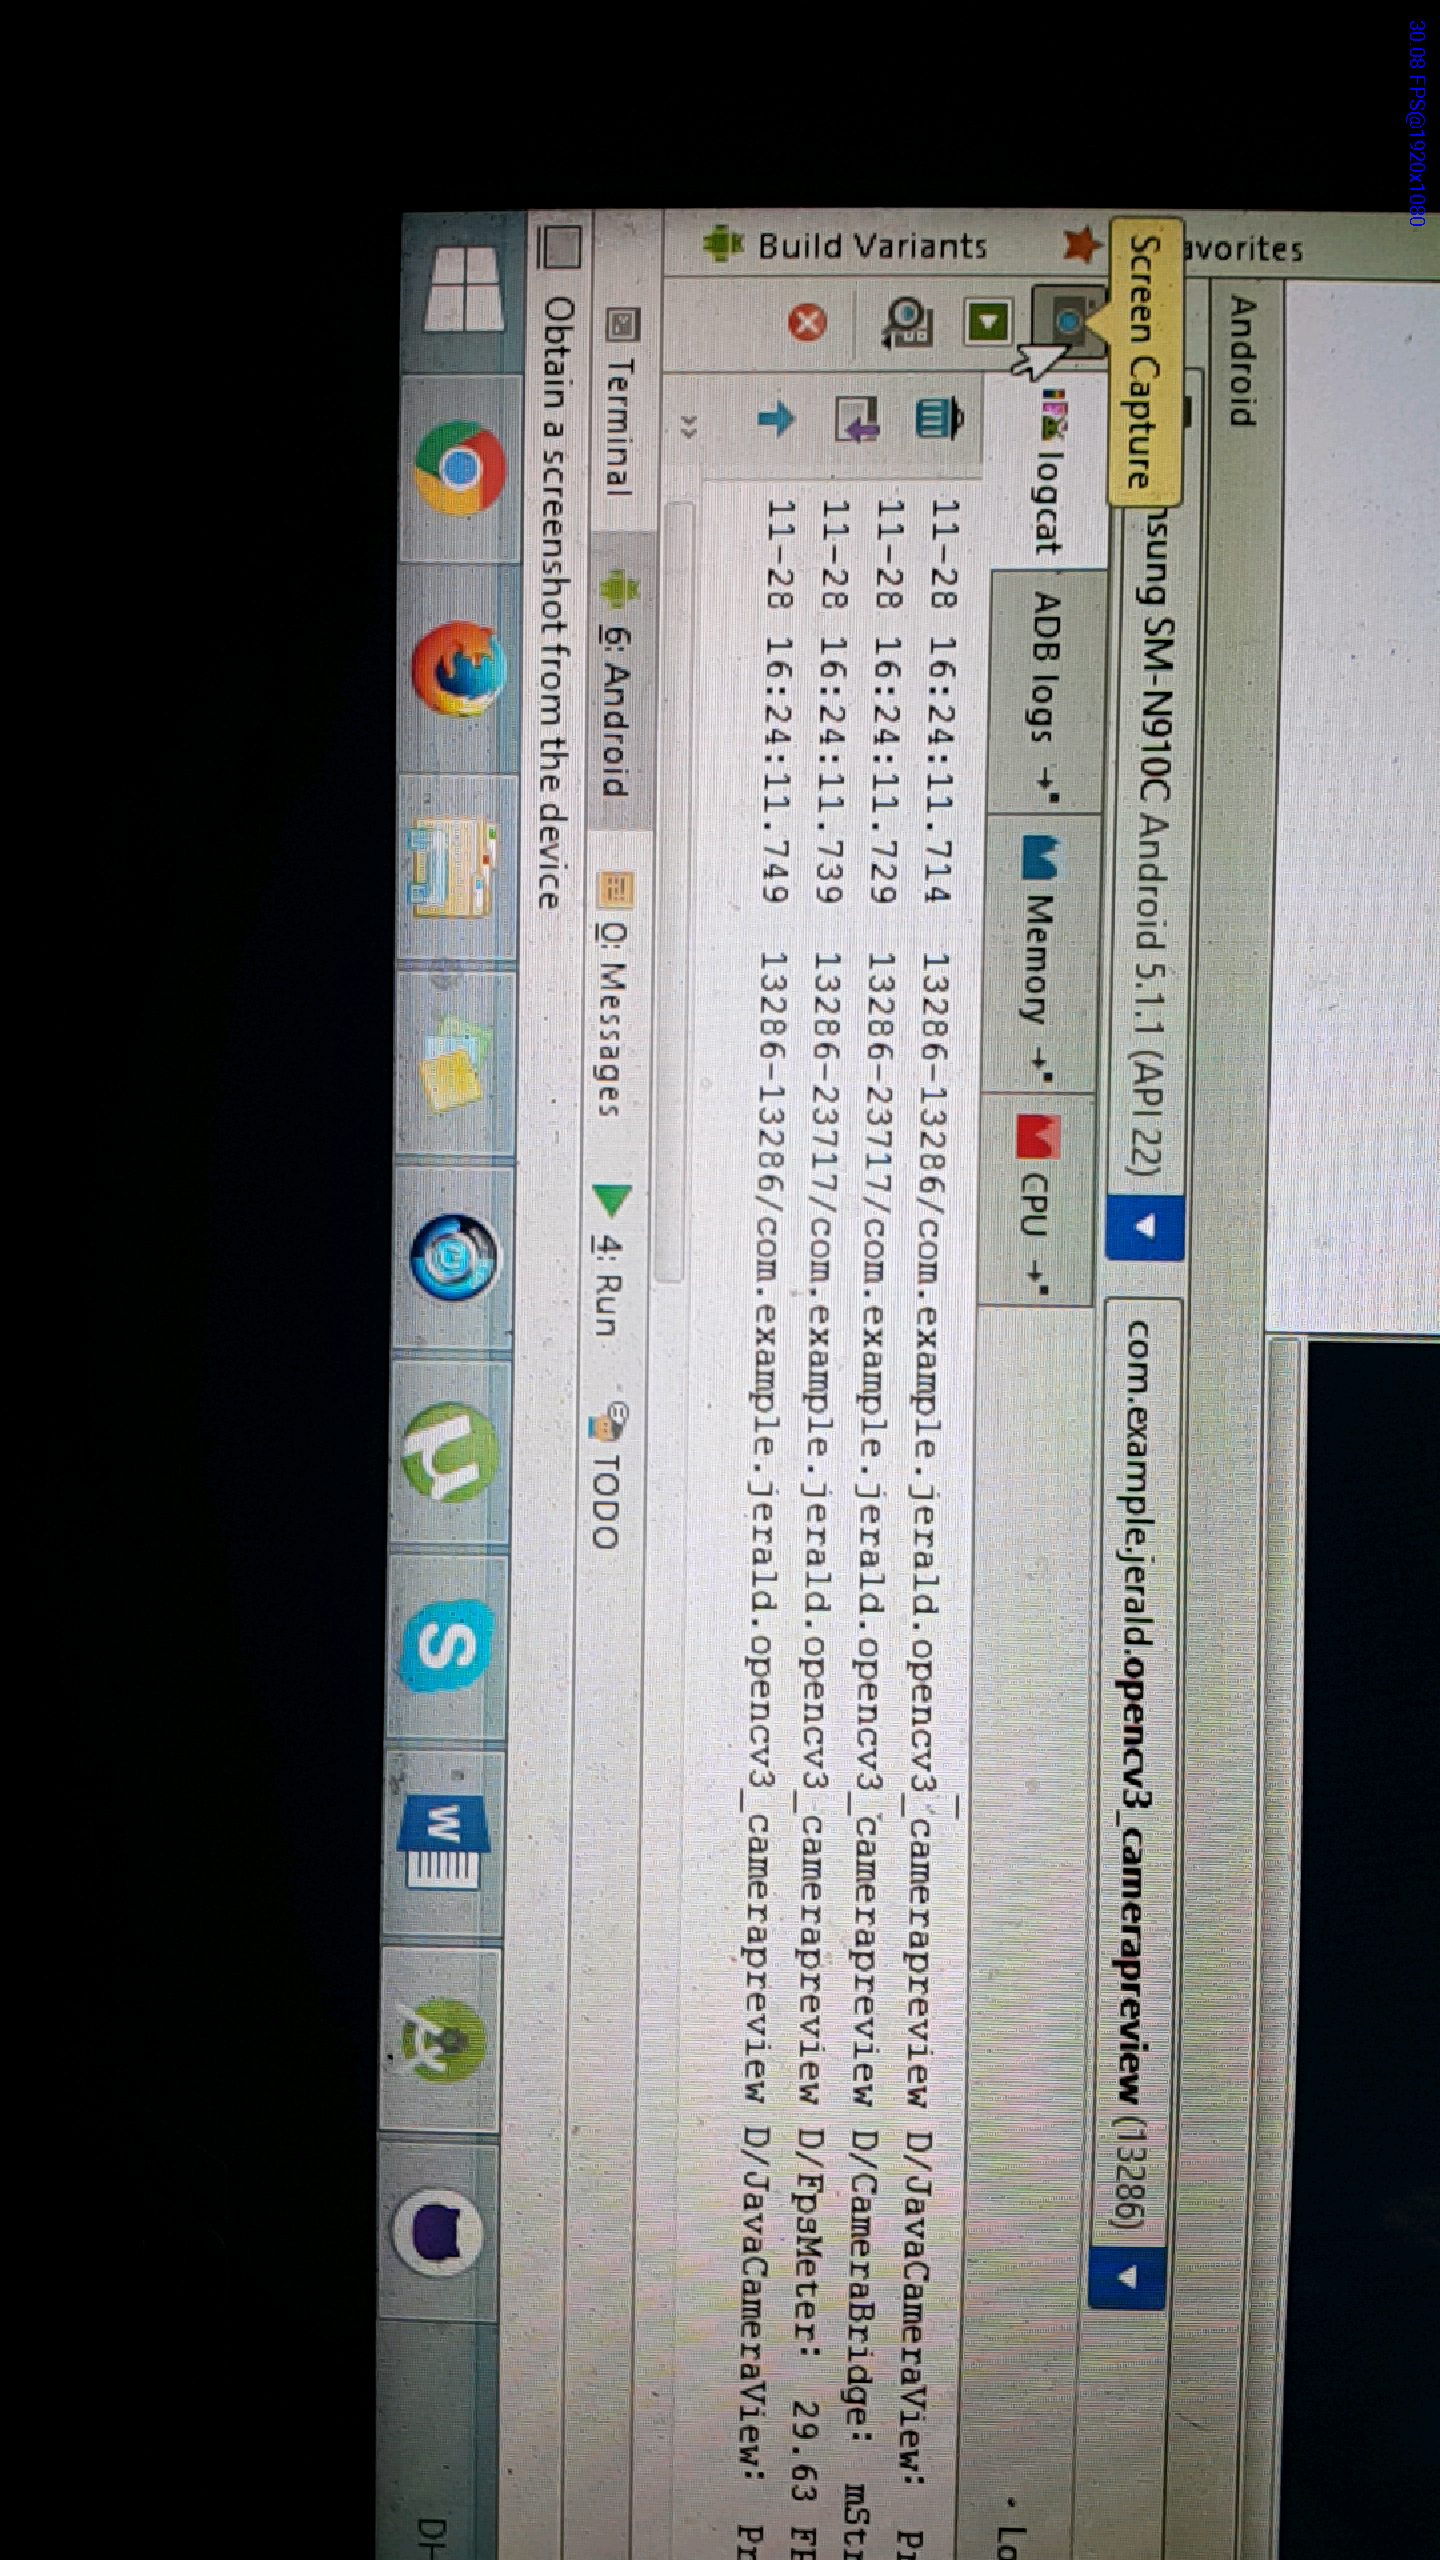 30.08 FPS@1920x1080
avorites
Android
Screen Capture
nsung SM-N910C Android 5.1.1 (API 22)
com.example.jerald.opencv3_camerapreview (13286)
logcat
ADB logs
Memory
CPU
Lo
11-28 16:24:11.714 13286-13286/com.example.jerald.opencv3_camerapreview D/JavaCameraView: Pr
11-28 16:24:11.729 13286-23717/com.example.jerald.opencv3_camerapreview D/CameraBridge: mStr
11-28 16:24:11.739 13286-23717/com.example.jerald.opencv3_camerapreview D/FpsMeter: 29.63 FP
11-28 16:24:11.749 13286-13286/com.example.jerald.opencv3_camerapreview D/JavaCameraView: Pr
Build Variants
Terminal
6: Android
0: Messages
4: Run
TODO
Obtain a screenshot from the device